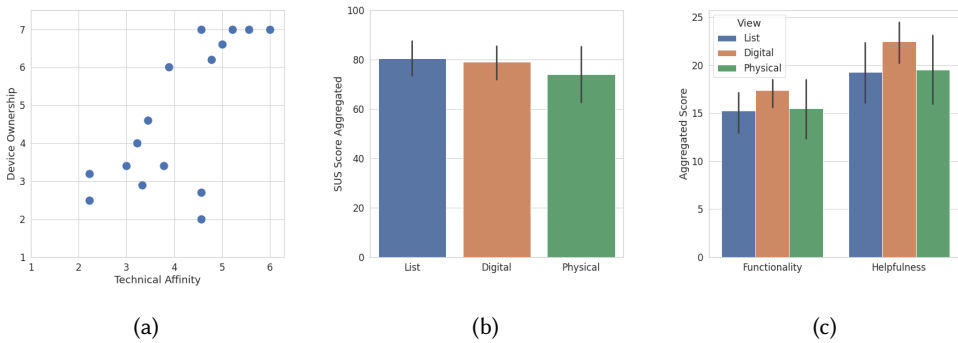 Device Ownership
7
6
5
4
3
2
1
1 2 3 4 5 6
Technical Affinity
(a)
SUS Score Aggregated
100
80
60
40
20
0
List Digital Physical
(b)
Aggregated Score
25
20
15
10
5
0
View
List
Digital
Physical
Functionality Helpfulness
(c)